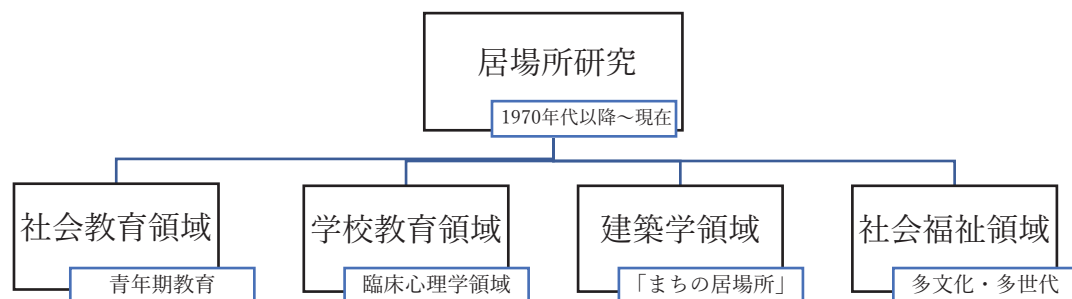 居場所研究
1970年代以降～現在
社会教育領域
青年期教育
学校教育領域
臨床心理学領域
建築学領域
「まちの居場所」
社会福祉領域
多文化・多世代